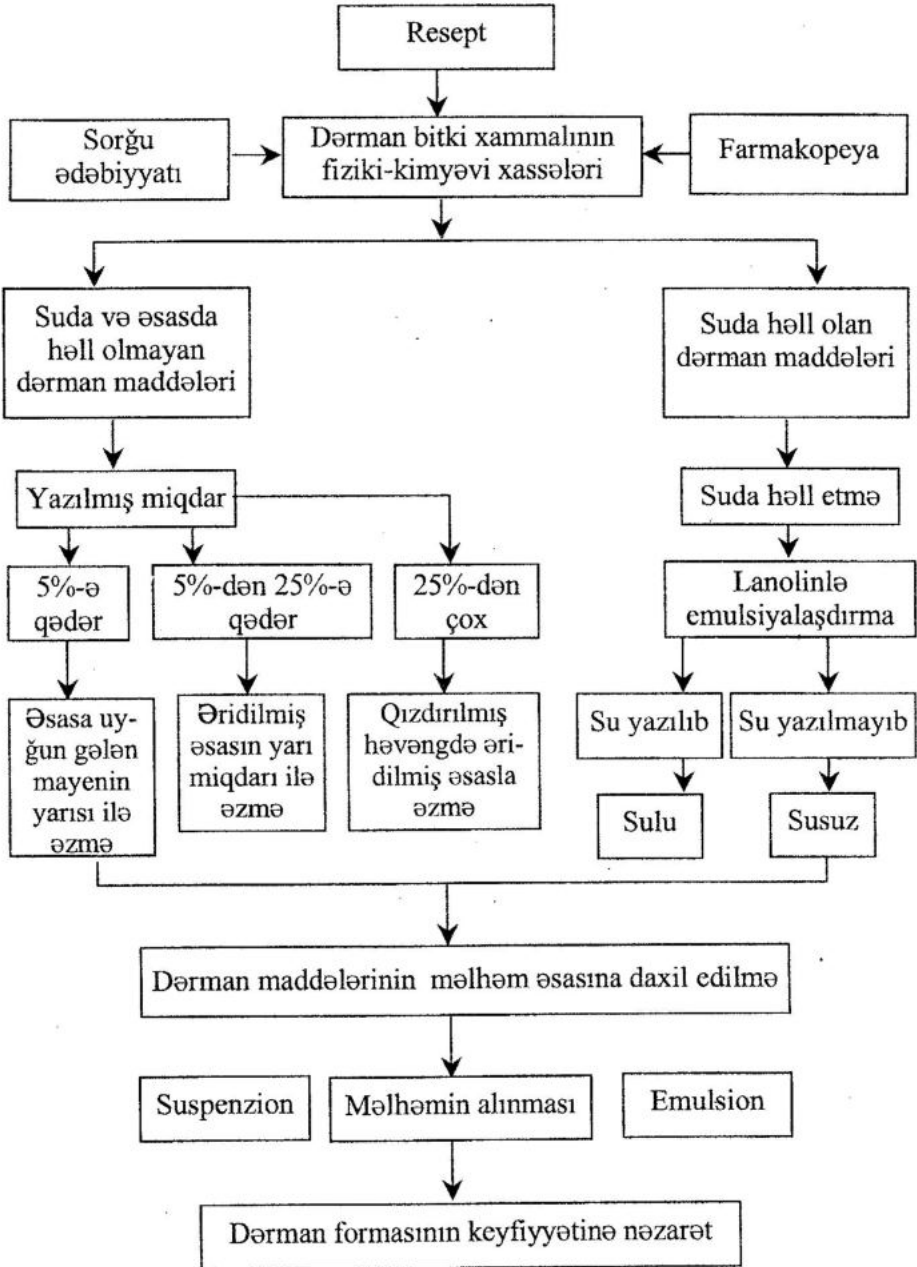 Resept
Sorğu
ədəbiyyatı
Dərman bitki xammalının
fiziki-kimyəvi xassələri
Farmakopeya
Suda və əsasda
həll olmayan
dərman maddələri
Suda həll olan
dərman maddələri
Yazılmış miqdar
Suda həll etmə
5%-ə
qədər
5%-dən 25%-ə
qədər
25%-dən
çox
Lanolinlə
emulsiyalaşdırma
Əsasa uy-
ğun gələn
mayenin
yarısı ilə
əzmə
Əridilmiş
əsasın yarı
miqdarı ilə
əzmə
Qızdırılmış
həvəngdə əri-
dilmiş əsasla
əzmə
Su yazılıb
Su yazılmayıb
Sulu
Susuz
Dərman maddələrinin məlhəm əsasına daxil edilmə
Suspenzion
Məlhəmin alınması
Emulsion
Dərman formasının keyfiyyətinə nəzarət